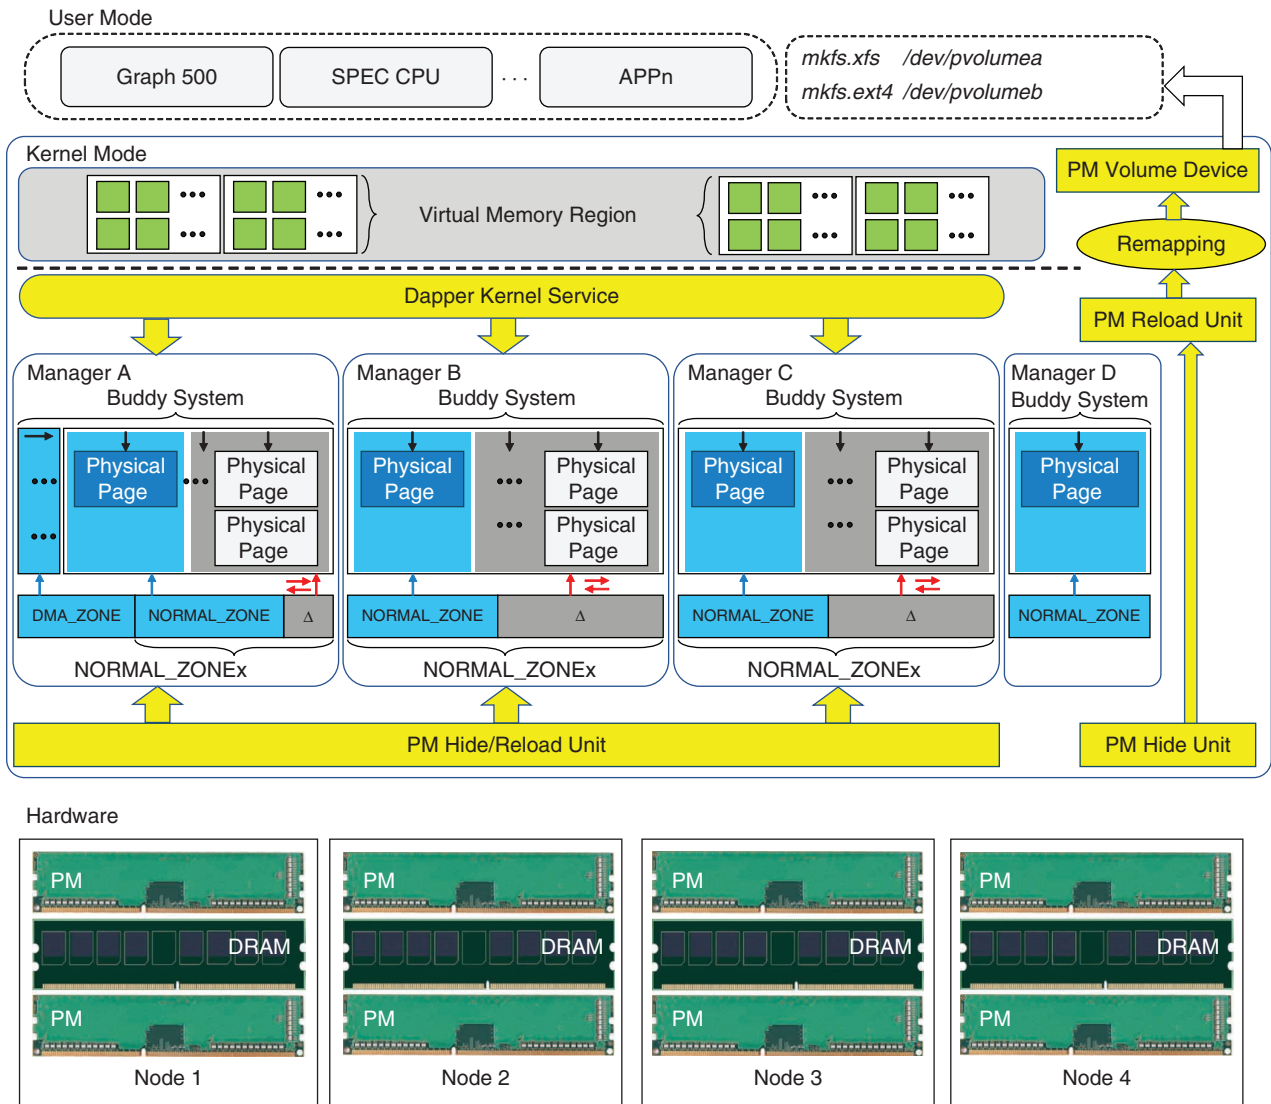 User Mode
Graph 500
SPEC CPU
...
APPn
mkfs.xfs /dev/pvolumea
mkfs.ext4 /dev/pvolumeb
Kernel Mode
PM Volume Device
Virtual Memory Region
Remapping
Dapper Kernel Service
PM Reload Unit
Manager A
Buddy System
Physical
Page
Physical
Page
Physical
Page
DMA_ZONE
NORMAL_ZONE
Δ
NORMAL_ZONEx
Manager B
Buddy System
Physical
Page
Physical
Page
Physical
Page
NORMAL_ZONE
Δ
NORMAL_ZONEx
Manager C
Buddy System
Physical
Page
Physical
Page
Physical
Page
NORMAL_ZONE
Δ
NORMAL_ZONEx
Manager D
Buddy System
Physical
Page
NORMAL_ZONE
PM Hide/Reload Unit
PM Hide Unit
Hardware
PM
DRAM
PM
Node 1
PM
DRAM
PM
Node 2
PM
DRAM
PM
Node 3
PM
DRAM
PM
Node 4